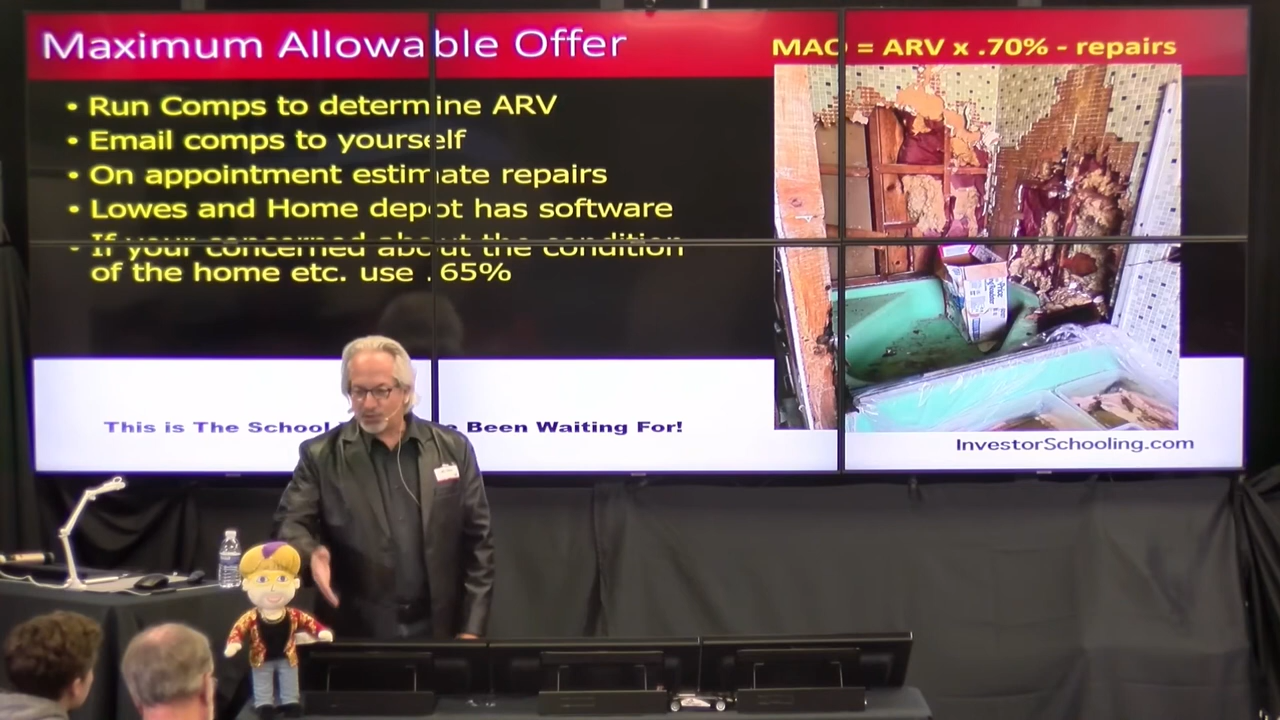 Maximum Allowable Offer
MAO = ARV x .70% - repairs
• Run Comps to determine ARV
• Email comps to yourself
• On appointment estimate repairs
• Lowes and Home depot has software
• If your concerned about the condition
of the home etc. use .65%
This is The School Been Waiting For!
InvestorSchooling.com